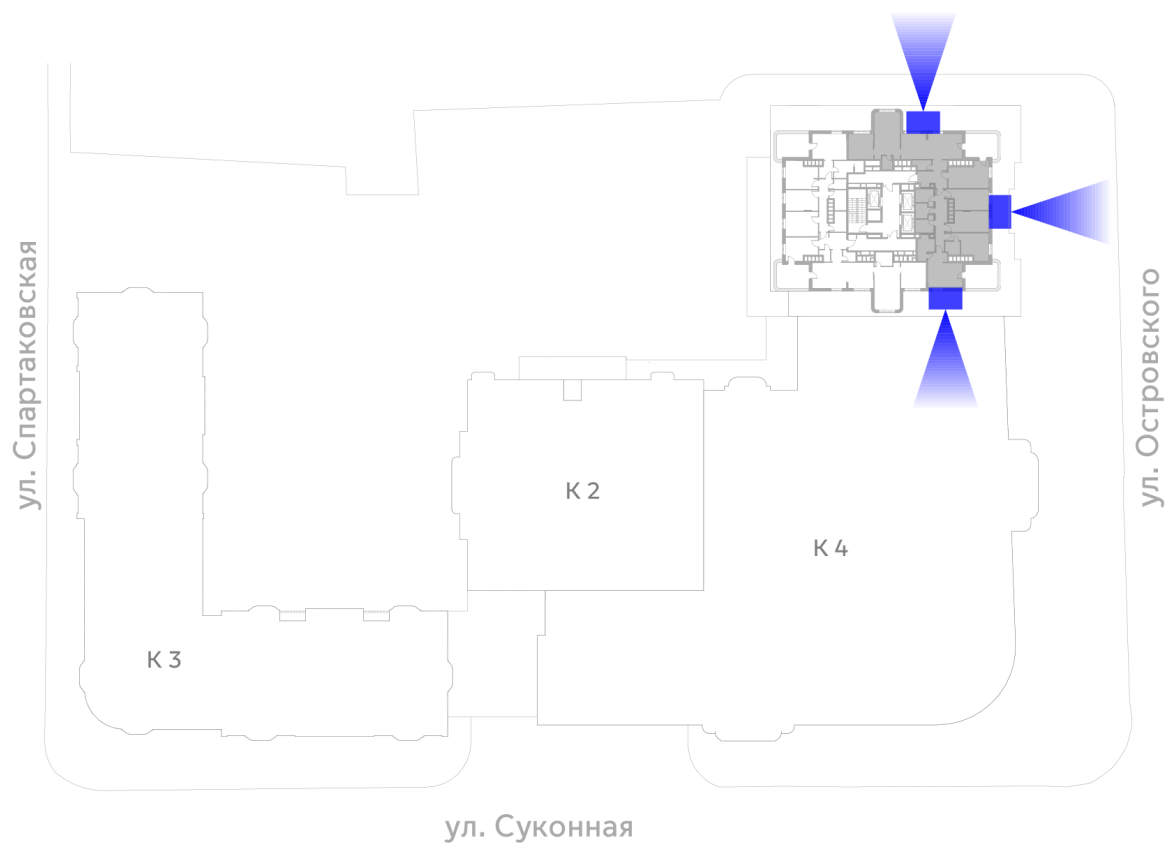 ул. Спартаковская
ул. Островского
К 2
К 4
К 3
ул. Суконная